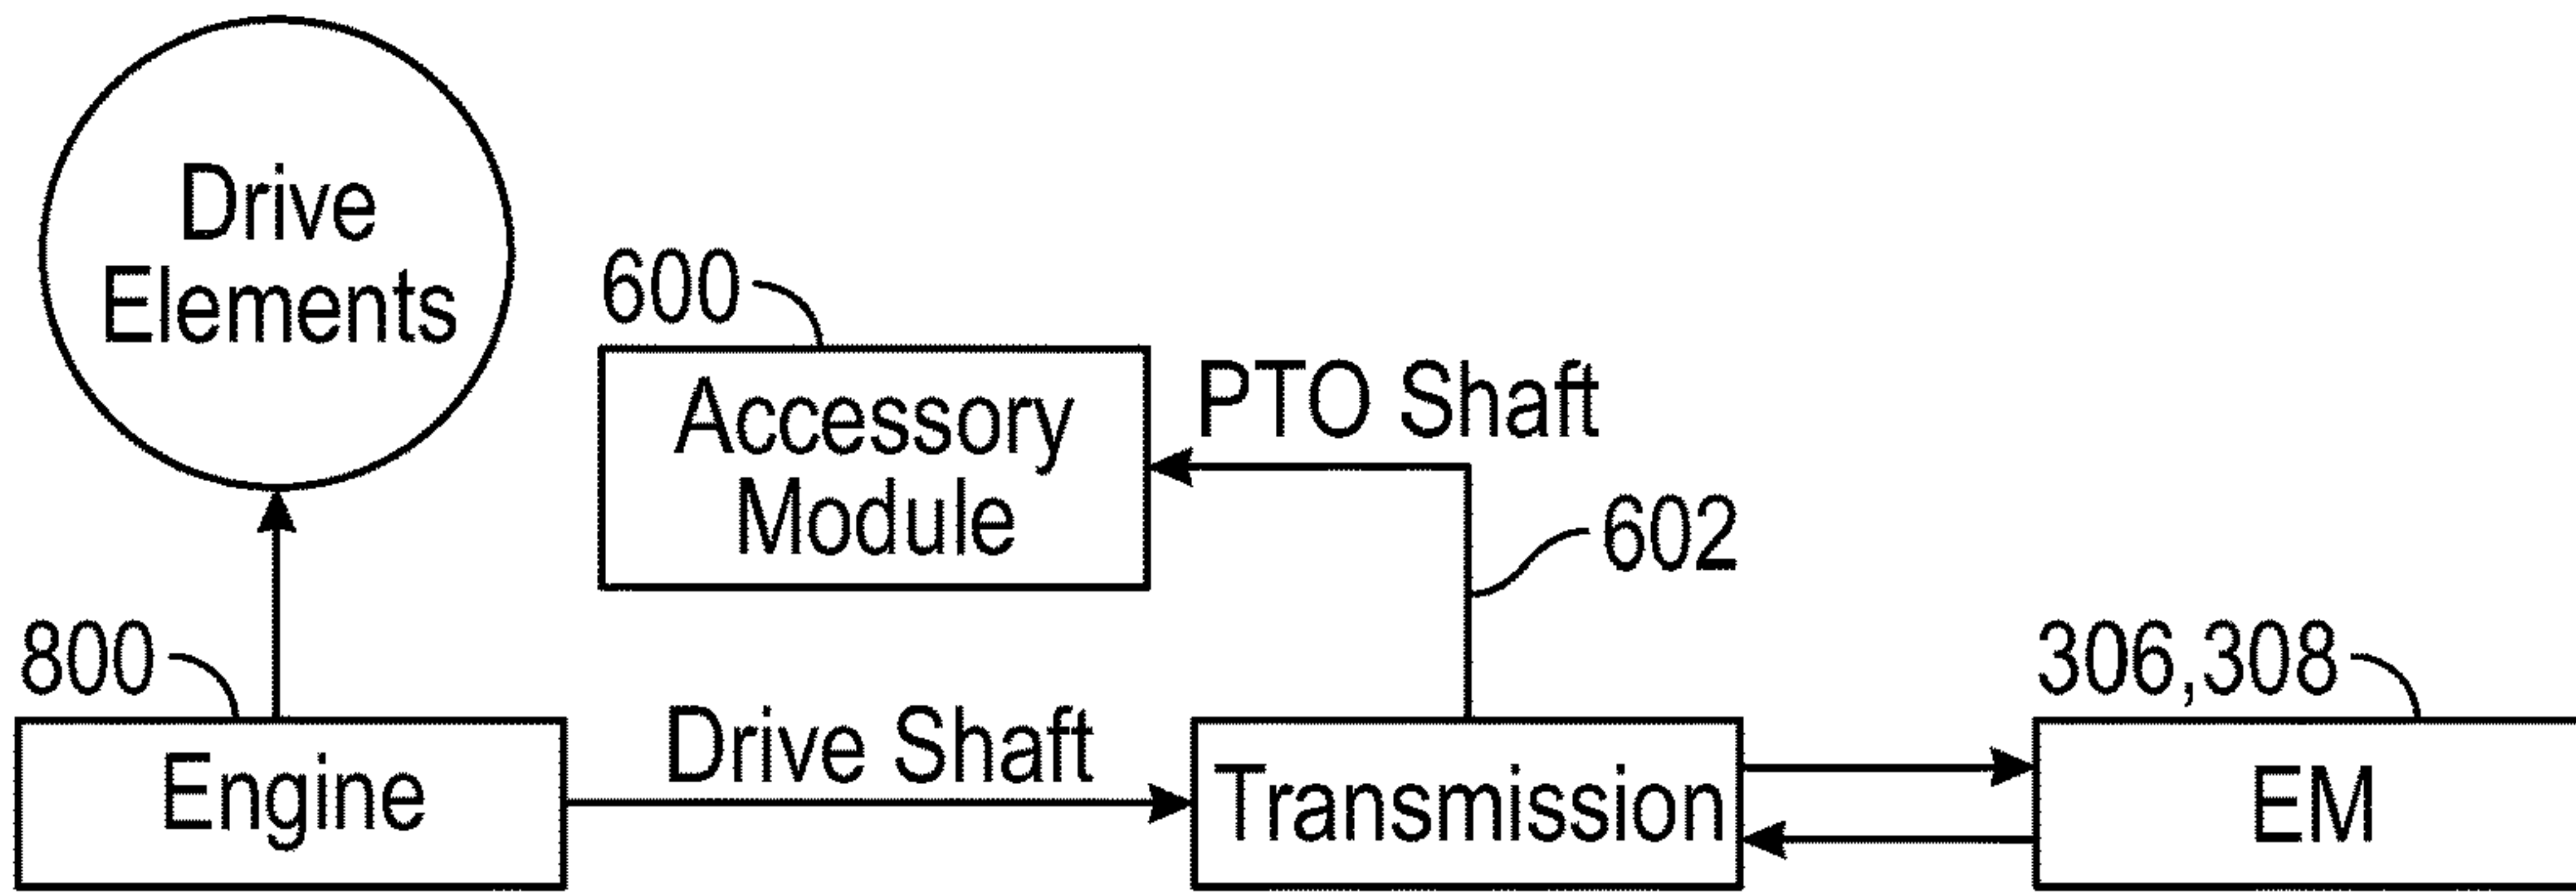 Drive
Elements
600
Accessory
Module
PTO Shaft
602
800
Engine
Drive Shaft
Transmission
306,308
EM